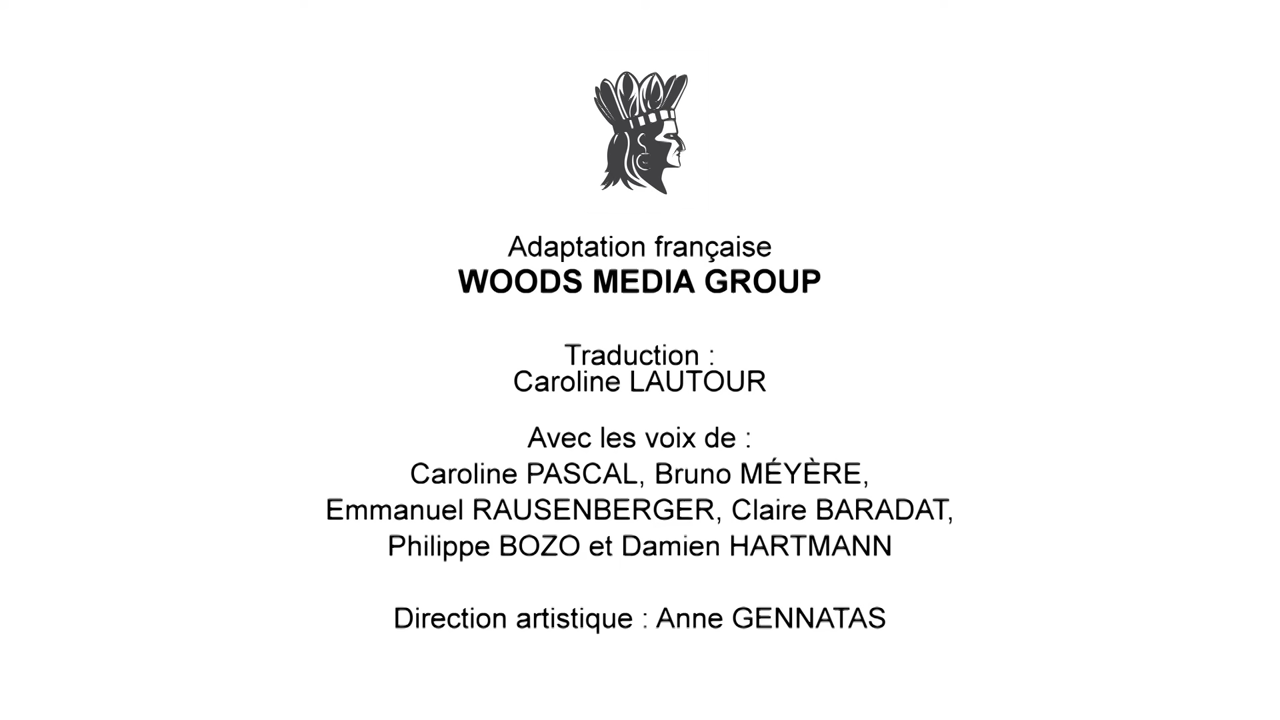 Adaptation française
WOODS MEDIA GROUP
Traduction :
Caroline LAUTOUR
Avec les voix de :
Caroline PASCAL, Bruno MÉYÈRE,
Emmanuel RAUSENBERGER, Claire BARADAT,
Philippe BOZO et Damien HARTMANN
Direction artistique : Anne GENNATAS